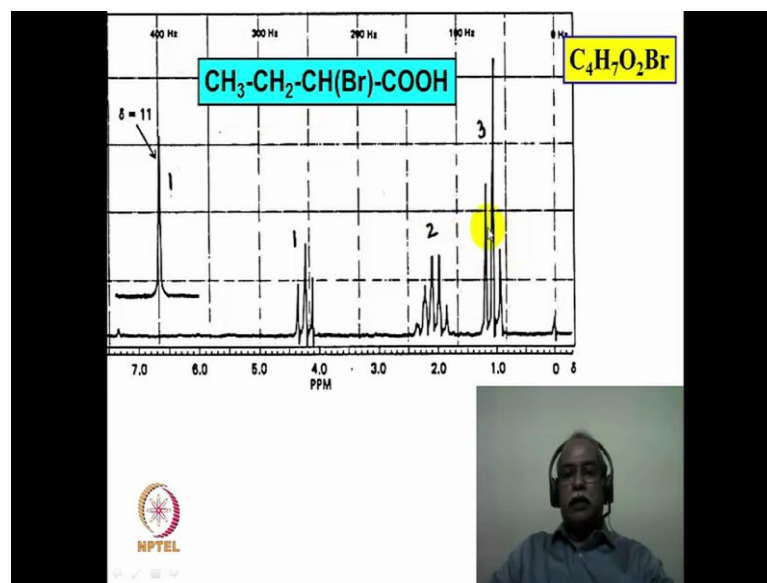 400 Hz 300 Hz 200 Hz 100 Hz 0 Hz
C₄H₇O₂Br
CH₃-CH₂-CH(Br)-COOH
δ = 11
3
1
1
2
7.0 6.0 5.0 4.0 3.0 2.0 1.0 0 δ
PPM
NPTEL